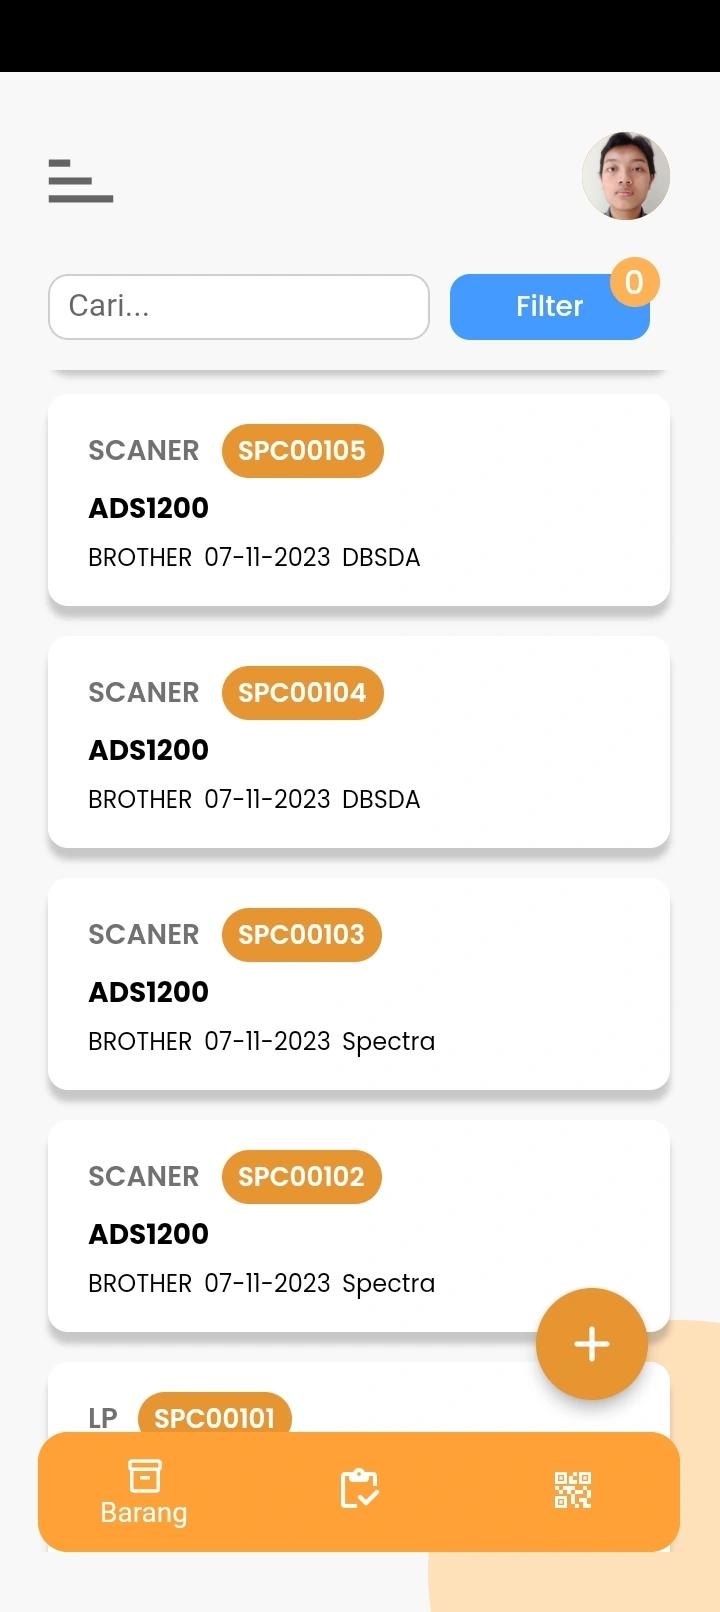 Cari...
Filter
0
SCANER SPC00105
ADS1200
BROTHER 07-11-2023 DBSDA
SCANER SPC00104
ADS1200
BROTHER 07-11-2023 DBSDA
SCANER SPC00103
ADS1200
BROTHER 07-11-2023 Spectra
SCANER SPC00102
ADS1200
BROTHER 07-11-2023 Spectra
LP SPC00101
Barang